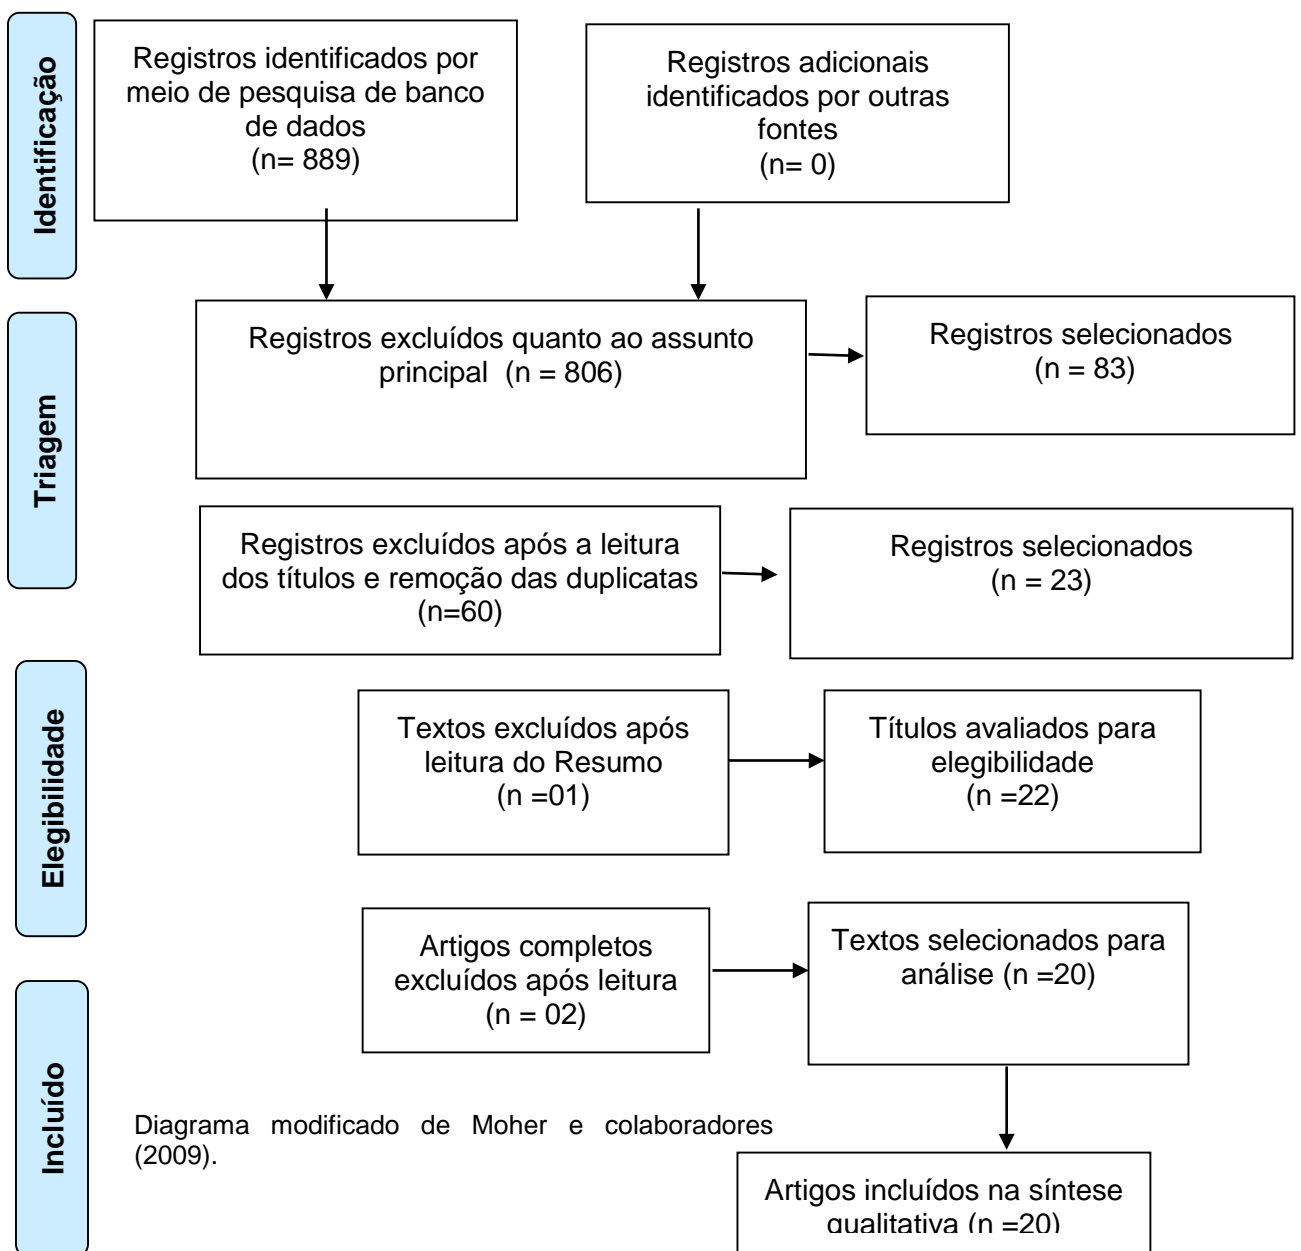 Identificação
Registros identificados por
meio de pesquisa de banco
de dados
(n= 889)
Registros adicionais
identificados por outras
fontes
(n= 0)
Triagem
Registros excluídos quanto ao assunto
principal (n = 806)
Registros selecionados
(n = 83)
Registros excluídos após a leitura
dos títulos e remoção das duplicatas
(n=60)
Registros selecionados
(n = 23)
Elegibilidade
Textos excluídos após
leitura do Resumo
(n =01)
Títulos avaliados para
elegibilidade
(n =22)
Artigos completos
excluídos após leitura
(n = 02)
Textos selecionados para
análise (n =20)
Incluído
Diagrama modificado de Moher e colaboradores
(2009).
Artigos incluídos na síntese
qualitativa (n =20)